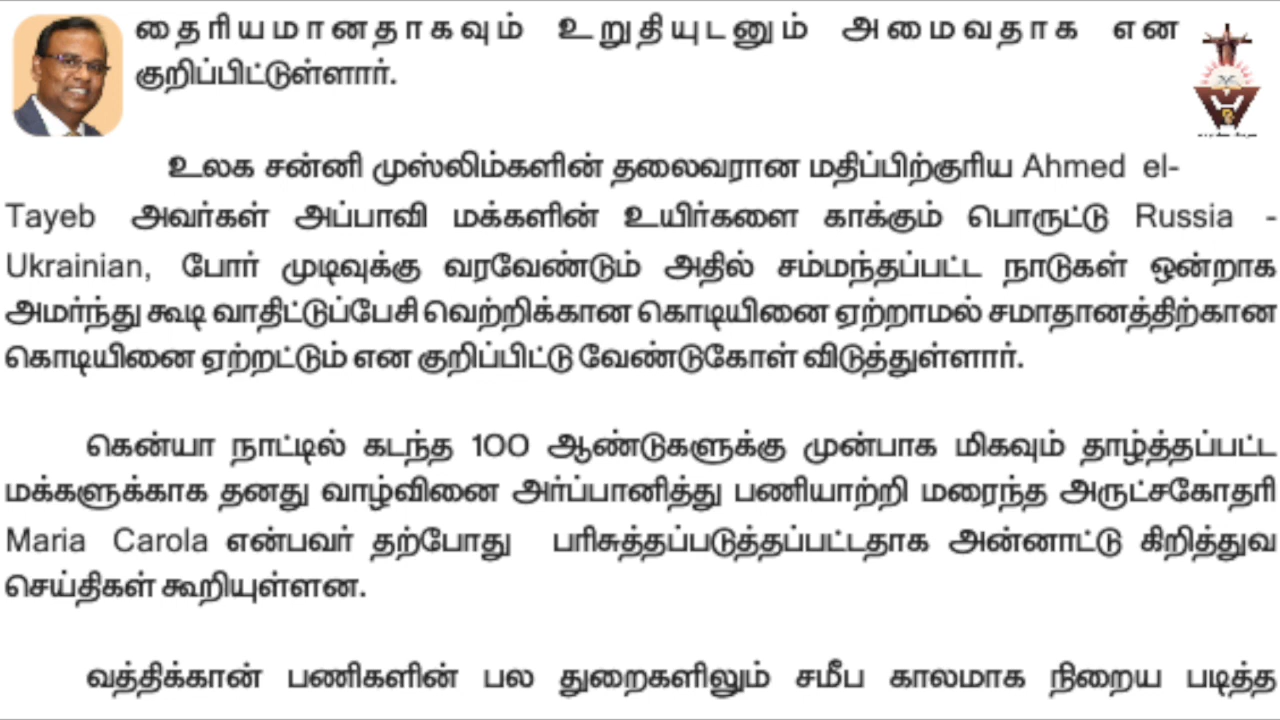 தைரியமானதாகவும் உறுதியுடனும் அமைவதாக என
குறிப்பிட்டுள்ளார்.
உலக சன்னி முஸ்லிம்களின் தலைவரான மதிப்பிற்குரிய Ahmed el-
Tayeb அவர்கள் அப்பாவி மக்களின் உயிர்களை காக்கும் பொருட்டு Russia -
Ukrainian, போர் முடிவுக்கு வரவேண்டும் அதில் சம்மந்தப்பட்ட நாடுகள் ஒன்றாக
அமர்ந்து கூடி வாதிட்டுப்பேசி வெற்றிக்கான கொடியினை ஏற்றாமல் சமாதானத்திற்கான
கொடியினை ஏற்றட்டும் என குறிப்பிட்டு வேண்டுகோள் விடுத்துள்ளார்.
கென்யா நாட்டில் கடந்த 100 ஆண்டுகளுக்கு முன்பாக மிகவும் தாழ்த்தப்பட்ட
மக்களுக்காக தனது வாழ்வினை அர்ப்பானித்து பணியாற்றி மரைந்த அருட்சகோதரி
Maria Carola என்பவர் தற்போது பரிசுத்தப்படுத்தப்பட்டதாக அன்னாட்டு கிறித்துவ
செய்திகள் கூறியுள்ளன.
வத்திக்கான் பணிகளின் பல துறைகளிலும் சமீப காலமாக நிறைய படித்த